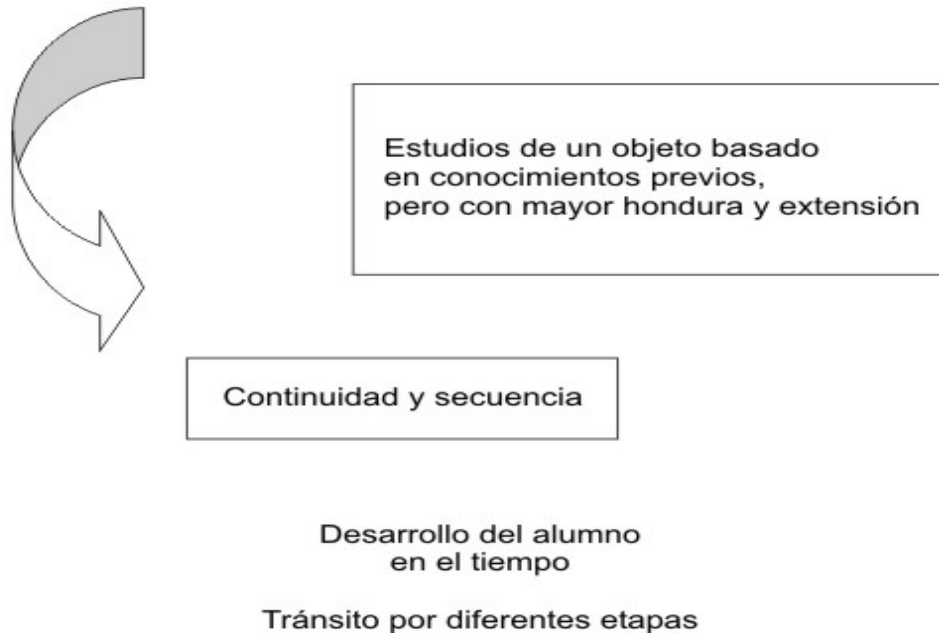 Estudios de un objeto basado
en conocimientos previos,
pero con mayor hondura y extensión
Continuidad y secuencia
Desarrollo del alumno
en el tiempo
Tránsito por diferentes etapas